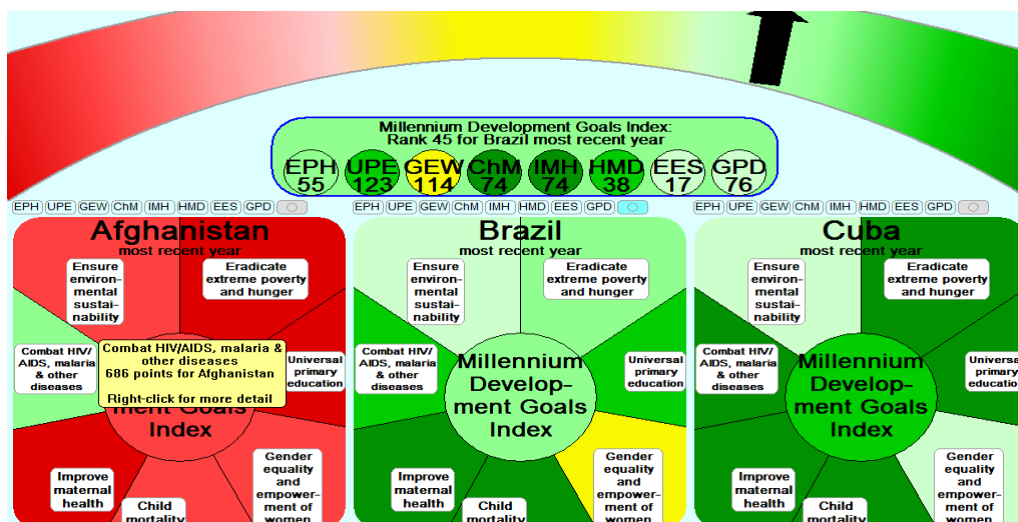 Millennium Development Goals Index:
Rank 45 for Brazil most recent year
EPH UPE GEW ChM IMH HMD EES GPD
55 123 114 74 74 38 17 76
EPH UPE GEW ChM IMH HMD EES GPD
EPH UPE GEW ChM IMH HMD EES GPD
EPH UPE GEW ChM IMH HMD EES GPD
Afghanistan
most recent year
Ensure
environ-
mental
sustai-
nability
Eradicate
extreme poverty
and hunger
Combat HIV/
AIDS, malaria
& other
diseases
Combat HIV/AIDS, malaria &
other diseases
686 points for Afghanistan
Right-click for more detail
Universal
primary
education
ment Goals
Index
Improve
maternal
health
Child
mortality
Gender
equality
and
empower-
ment of
women
Brazil
most recent year
Ensure
environ-
mental
sustai-
nability
Eradicate
extreme poverty
and hunger
Combat HIV/
AIDS, malaria
& other
diseases
Millennium
Develop-
ment Goals
Index
Universal
primary
education
Improve
maternal
health
Child
mortality
Gender
equality
and
empower-
ment of
women
Cuba
most recent year
Ensure
environ-
mental
sustai-
nability
Eradicate
extreme poverty
and hunger
Combat HIV/
AIDS, malaria
& other
diseases
Millennium
Develop-
ment Goals
Index
Universal
primary
education
Improve
maternal
health
Child
mortality
Gender
equality
and
empower-
ment of
women